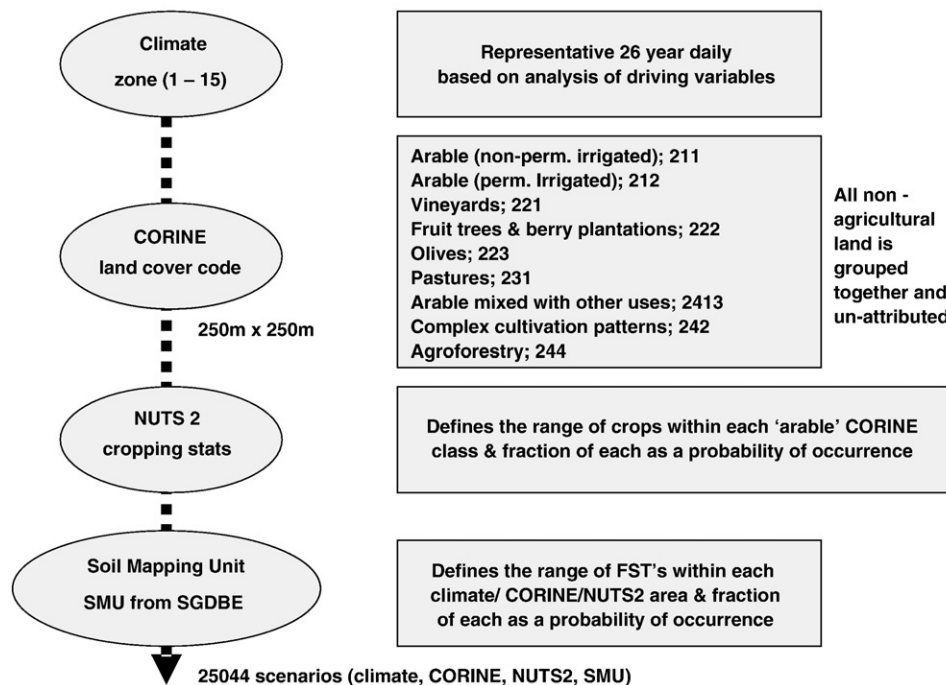 Climate
zone (1 – 15)
Representative 26 year daily
based on analysis of driving variables
CORINE
land cover code
Arable (non-perm. irrigated); 211
Arable (perm. Irrigated); 212
Vineyards; 221
Fruit trees & berry plantations; 222
Olives; 223
Pastures; 231
Arable mixed with other uses; 2413
Complex cultivation patterns; 242
Agroforestry; 244
All non -
agricultural
land is
grouped
together and
un-attributed
250m x 250m
NUTS 2
cropping stats
Defines the range of crops within each ‘arable’ CORINE
class & fraction of each as a probability of occurrence
Soil Mapping Unit
SMU from SGDBE
Defines the range of FST's within each
climate/ CORINE/NUTS2 area & fraction
of each as a probability of occurrence
25044 scenarios (climate, CORINE, NUTS2, SMU)